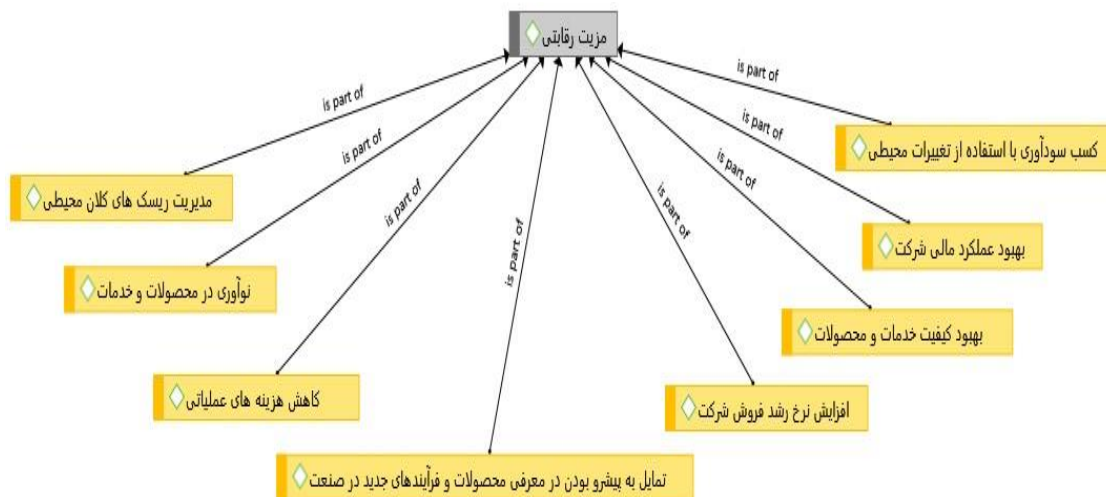 مزیت رقابتی
is part of
is part of
is part of
is part of
is part of
is part of
is part of
is part of
کسب سودآوری با استفاده از تغییرات محیطی
مدیریت ریسک های کلان محیطی
بهبود عملکرد مالی شرکت
نوآوری در محصولات و خدمات
بهبود کیفیت خدمات و محصولات
کاهش هزینه های عملیاتی
افزایش نرخ رشد فروش شرکت
تمایل به پیشرو بودن در معرفی محصولات و فرآیندهای جدید در صنعت